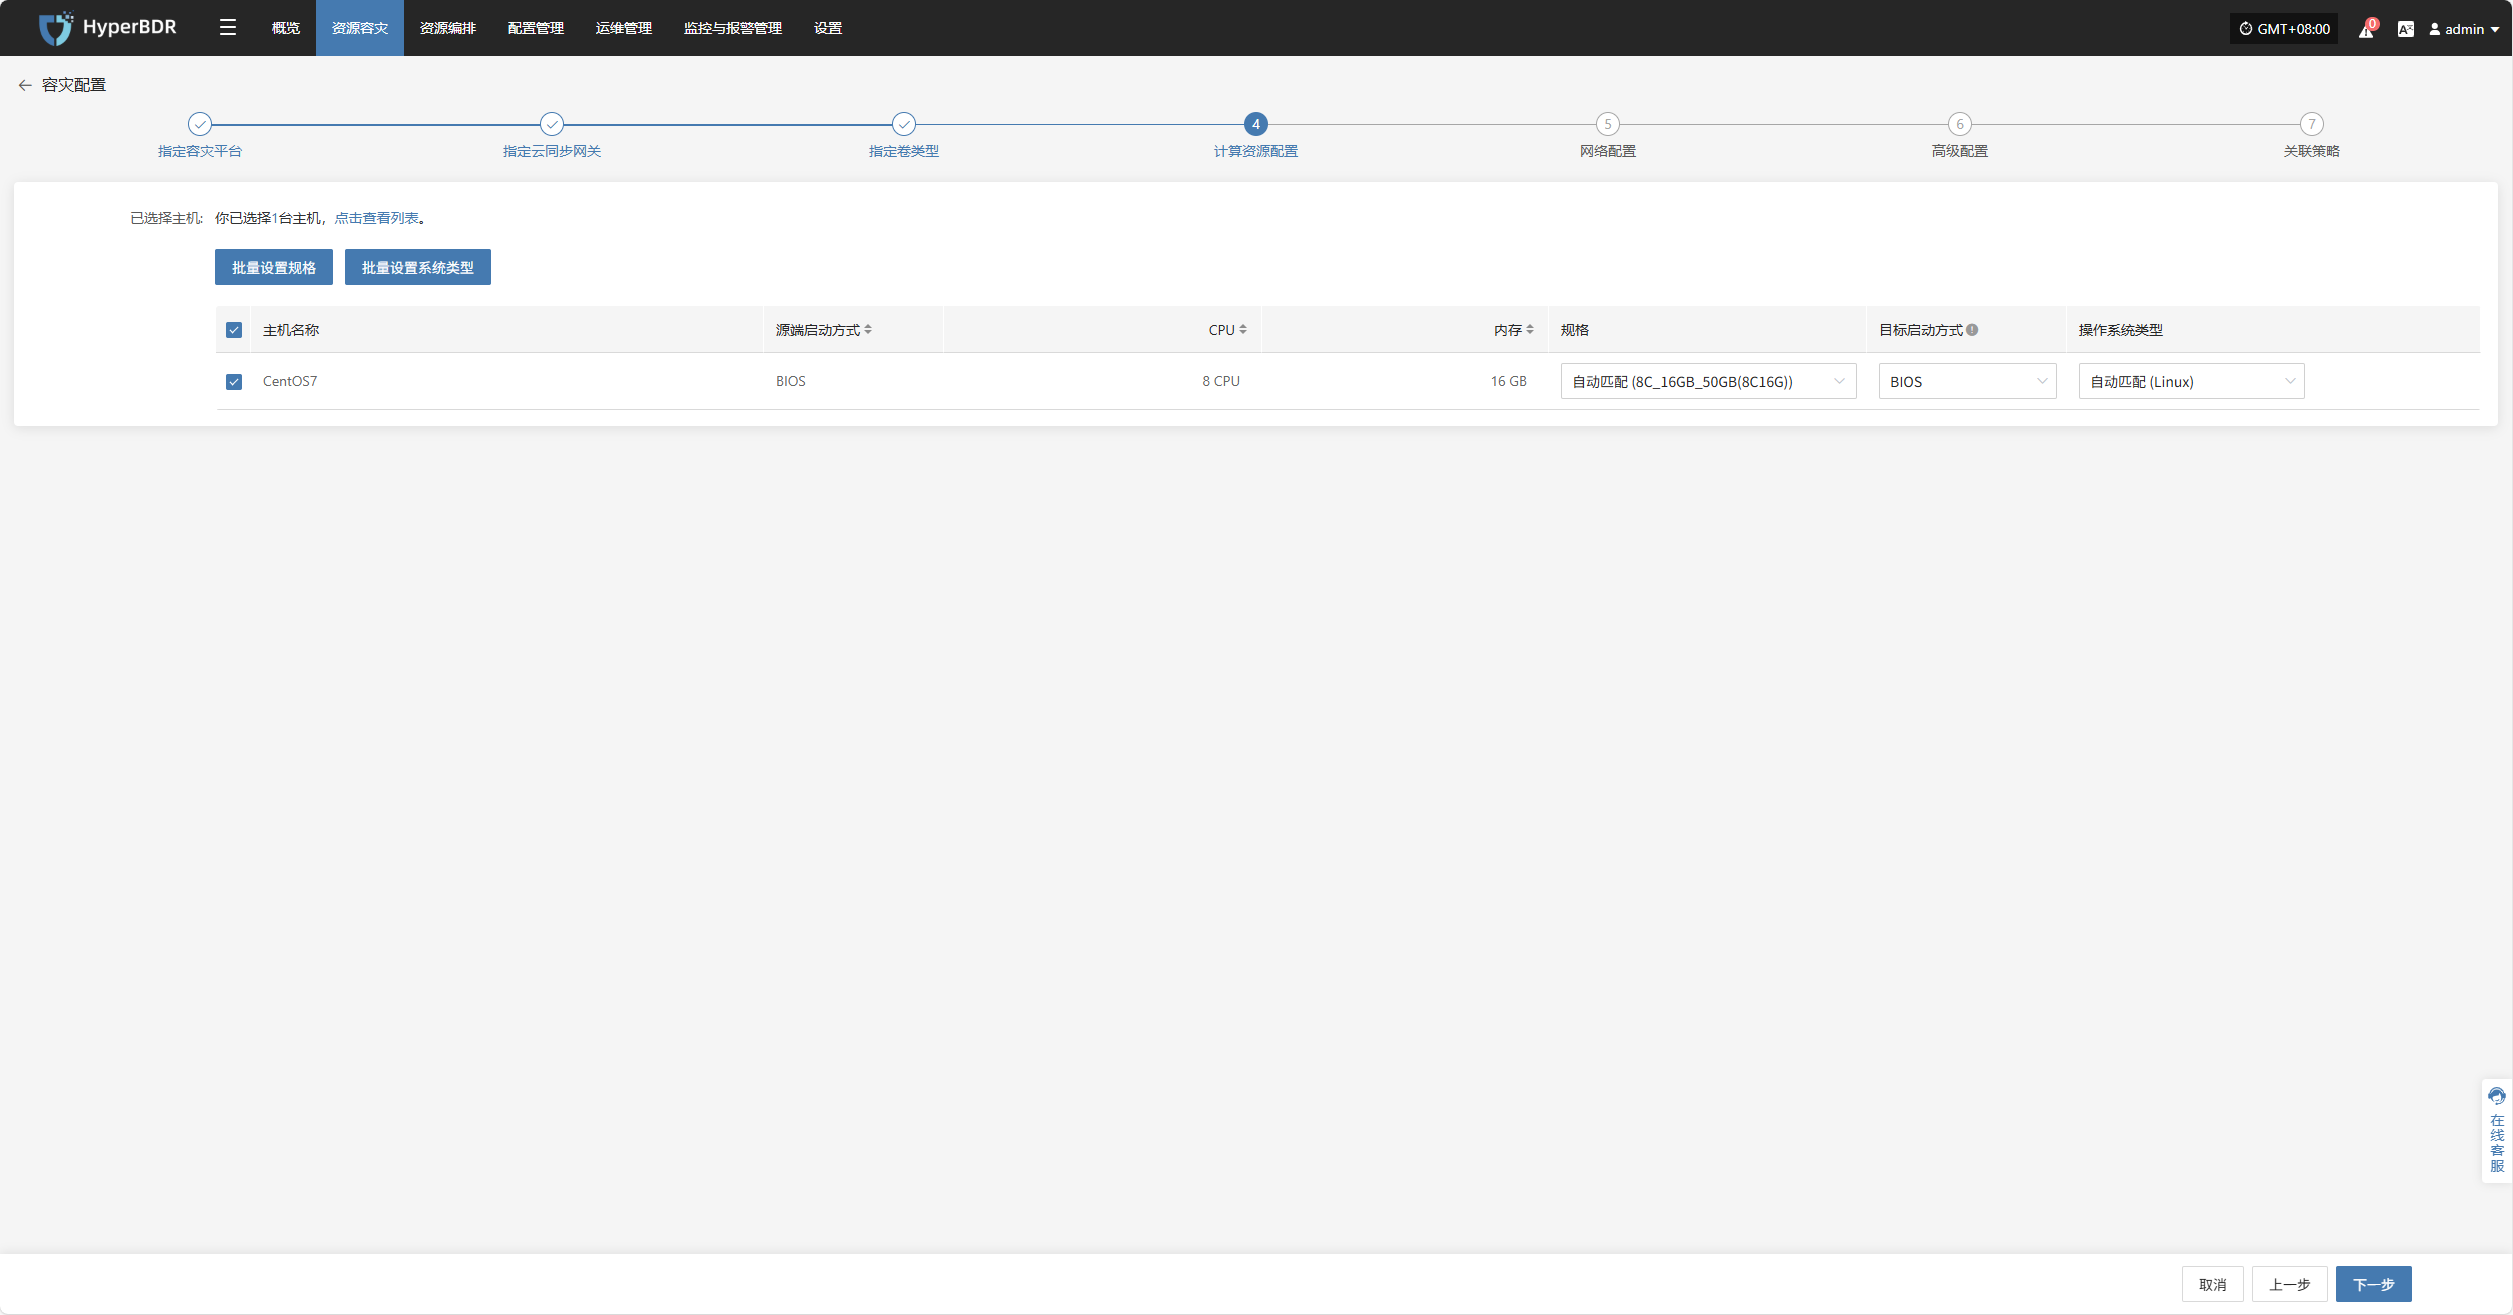 HyperBDR 概览 资源容灾 资源编排 配置管理 运维管理 监控与报警管理 设置 GMT+08:00 0 admin
容灾配置
4 5 6 7
指定容灾平台 指定云同步网关 指定卷类型 计算资源配置 网络配置 高级配置 关联策略
已选择主机: 你已选择1台主机，点击查看列表。
批量设置规格 批量设置系统类型
主机名称 源端启动方式 CPU 内存 规格 目标启动方式 操作系统类型
CentOS7 BIOS 8 CPU 16 GB 自动匹配 (8C_16GB_50GB(8C16G)) BIOS 自动匹配 (Linux)
在线客服
取消 上一步 下一步